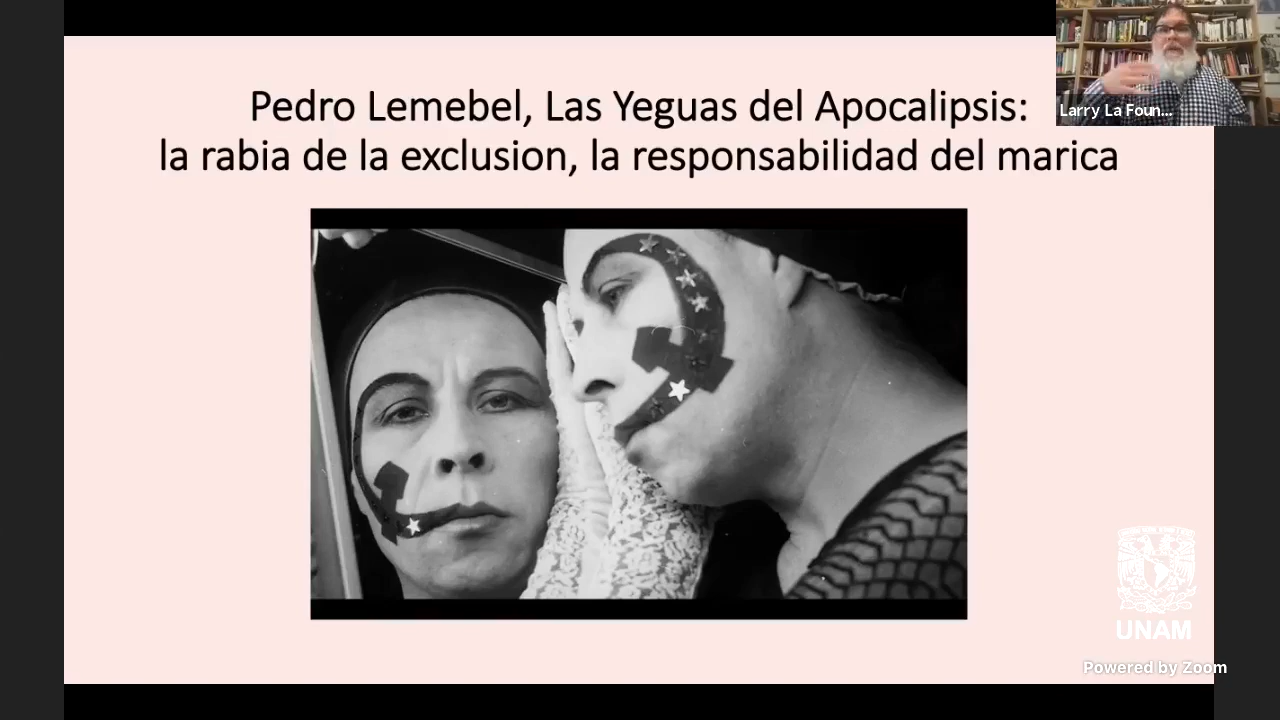 Pedro Lemebel, Las Yeguas del Apocalipsis:
la rabia de la exclusion, la responsabilidad del marica
Larry La Foun...
UNAM
Powered by Zoom